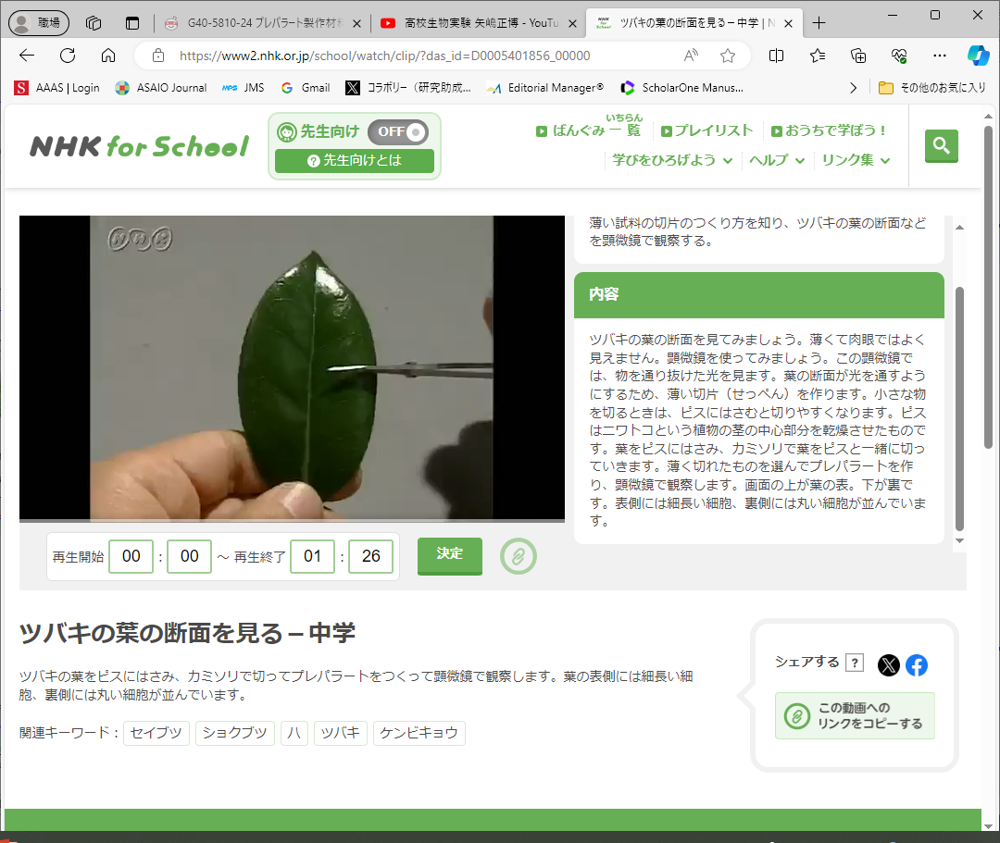 職場
G40-5810-24 プレパラート製作材料
高校生物実験 矢嶋正博 - YouTu
ツバキの葉の断面を見る－中学 | N
https://www2.nhk.or.jp/school/watch/clip/?das_id=D0005401856_00000
AAAS | Login
ASAIO Journal
JMS
Gmail
コラボリー（研究助成...
Editorial Manager®
ScholarOne Manus...
その他のお気に入り
NHK for School
先生向け OFF
先生向けとは
いちらん
ばんぐみ一覧
プレイリスト
おうちで学ぼう！
学びをひろげよう
ヘルプ
リンク集
NHK
薄い試料の切片のつくり方を知り、ツバキの葉の断面など
を顕微鏡で観察する。
内容
ツバキの葉の断面を見てみましょう。薄くて肉眼ではよく
見えません。顕微鏡を使ってみましょう。この顕微鏡で
は、物を通り抜けた光を見ます。葉の断面が光を通すよう
にするため、薄い切片（せっぺん）を作ります。小さな物
を切るときは、ピスにはさむと切りやすくなります。ピス
はニワトコという植物の茎の中心部分を乾燥させたもので
す。葉をピスにはさみ、カミソリで葉をピスと一緒に切っ
ていきます。薄く切れたものを選んでプレパラートを作
り、顕微鏡で観察します。画面の上が葉の表。下が裏で
す。表側には細長い細胞、裏側には丸い細胞が並んでいま
す。
再生開始 00 : 00 ～ 再生終了 01 : 26
決定
ツバキの葉の断面を見る－中学
ツバキの葉をピスにはさみ、カミソリで切ってプレパラートをつくって顕微鏡で観察します。葉の表側には細長い細
胞、裏側には丸い細胞が並んでいます。
関連キーワード： セイブツ ショクブツ ハ ツバキ ケンビキョウ
シェアする ?
この動画への
リンクをコピーする